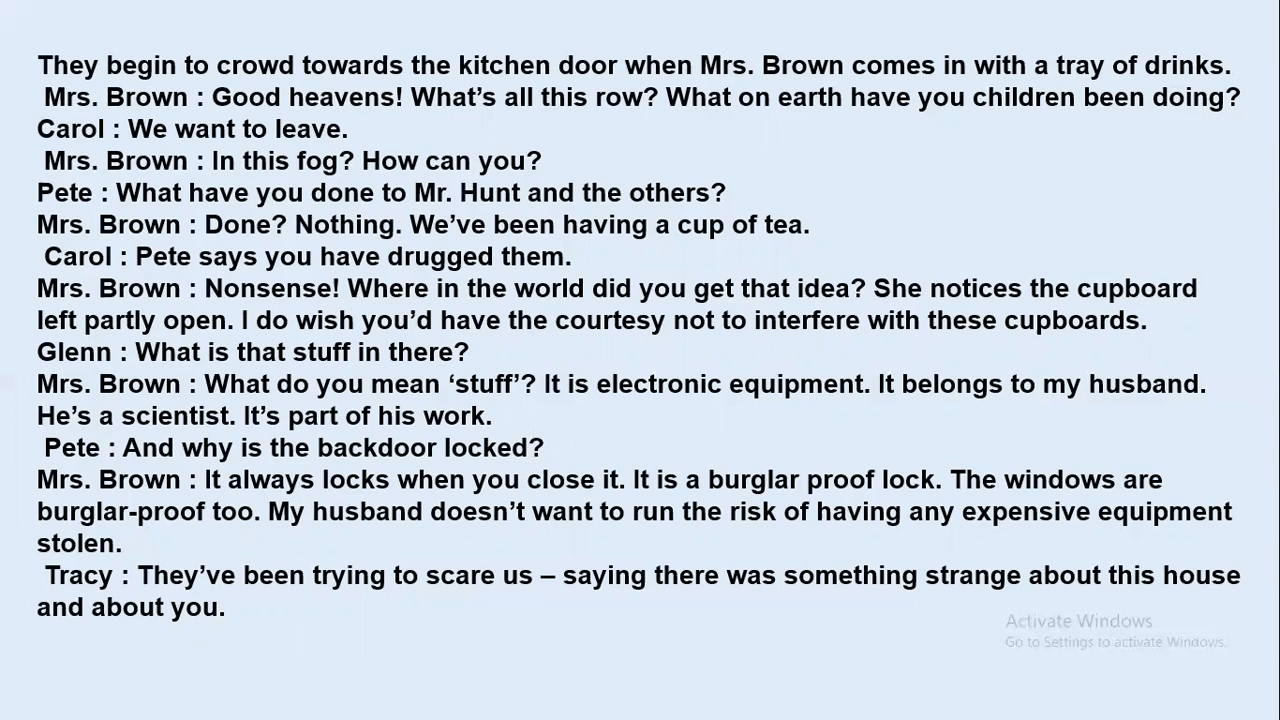 They begin to crowd towards the kitchen door when Mrs. Brown comes in with a tray of drinks.
Mrs. Brown : Good heavens! What’s all this row? What on earth have you children been doing?
Carol : We want to leave.
Mrs. Brown : In this fog? How can you?
Pete : What have you done to Mr. Hunt and the others?
Mrs. Brown : Done? Nothing. We’ve been having a cup of tea.
Carol : Pete says you have drugged them.
Mrs. Brown : Nonsense! Where in the world did you get that idea? She notices the cupboard
left partly open. I do wish you’d have the courtesy not to interfere with these cupboards.
Glenn : What is that stuff in there?
Mrs. Brown : What do you mean ‘stuff’? It is electronic equipment. It belongs to my husband.
He’s a scientist. It’s part of his work.
Pete : And why is the backdoor locked?
Mrs. Brown : It always locks when you close it. It is a burglar proof lock. The windows are
burglar-proof too. My husband doesn’t want to run the risk of having any expensive equipment
stolen.
Tracy : They’ve been trying to scare us – saying there was something strange about this house
and about you.
Activate Windows
Go to Settings to activate Windows.